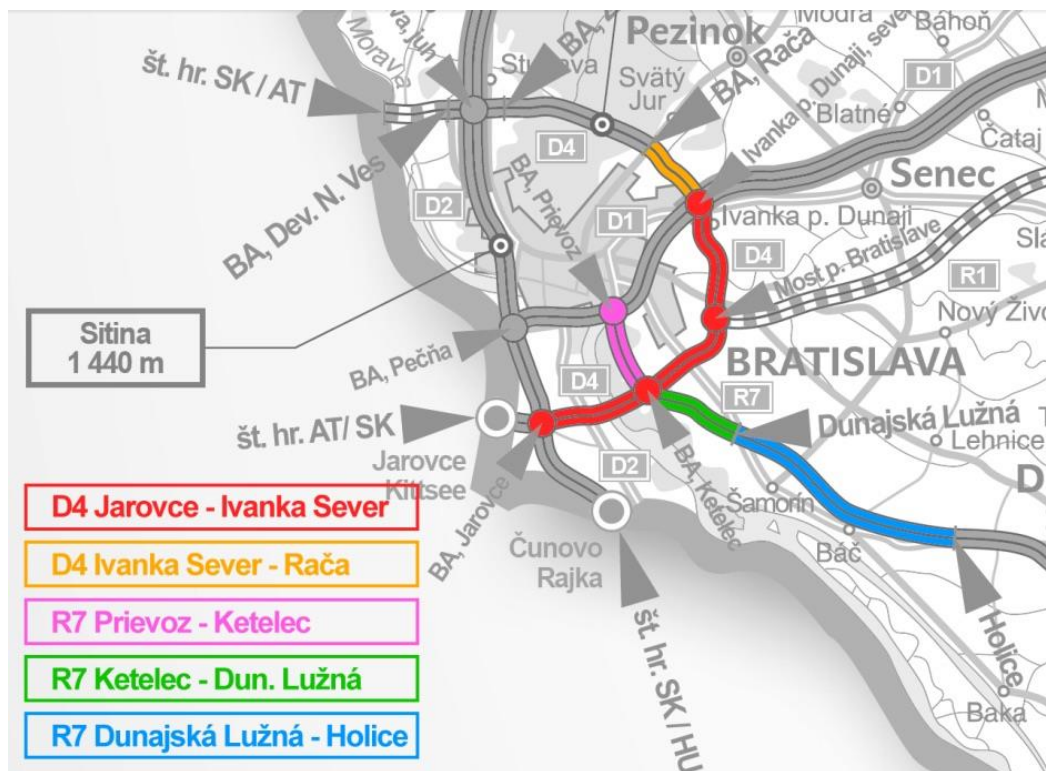 Pezinok
Modra
Báhoň
Morava
št. hr. SK / AT
Svätý
Jur
BA, Rača
Ivanka p. Dunaji, sever
D1
Blatné
Čataj
D4
Senec
BA, Dev. N. Ves
D2
BA, Prievoz
D1
Ivanka p. Dunaji
D4
Most p. Bratislave
R1
Sitina
1 440 m
Nový Živo
BA, Pečňa
BRATISLAVA
D4
R7
Dunajská Lužná
Lehnice
št. hr. AT/ SK
Jarovce
Kittsee
D2
BA, Ketelec
Šamorín
BA, Jarovce
Báč
Čunovo
Rajka
Holice
Baka
št. hr. SK / HU
D4 Jarovce - Ivanka Sever
D4 Ivanka Sever - Rača
R7 Prievoz - Ketelec
R7 Ketelec - Dun. Lužná
R7 Dunajská Lužná - Holice